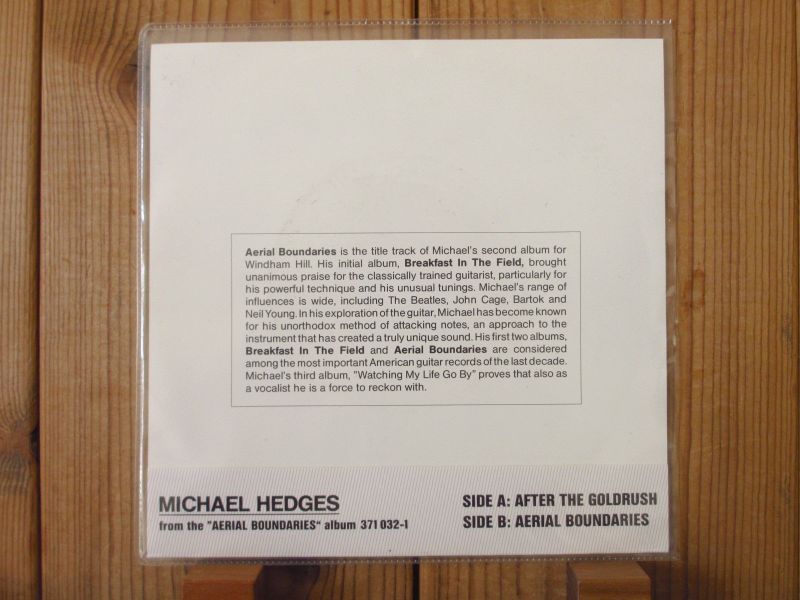 Aerial Boundaries is the title track of Michael's second album for
Windham Hill. His initial album, Breakfast In The Field, brought
unanimous praise for the classically trained guitarist, particularly for
his powerful technique and his unusual tunings. Michael's range of
influences is wide, including The Beatles, John Cage, Bartok and
Neil Young. In his exploration of the guitar, Michael has become known
for his unorthodox method of attacking notes, an approach to the
instrument that has created a truly unique sound. His first two albums,
Breakfast In The Field and Aerial Boundaries are considered
among the most important American guitar records of the last decade.
Michael's third album, "Watching My Life Go By" proves that also as
a vocalist he is a force to reckon with.
MICHAEL HEDGES
from the "AERIAL BOUNDARIES" album 371 032-1
SIDE A: AFTER THE GOLDRUSH
SIDE B: AERIAL BOUNDARIES